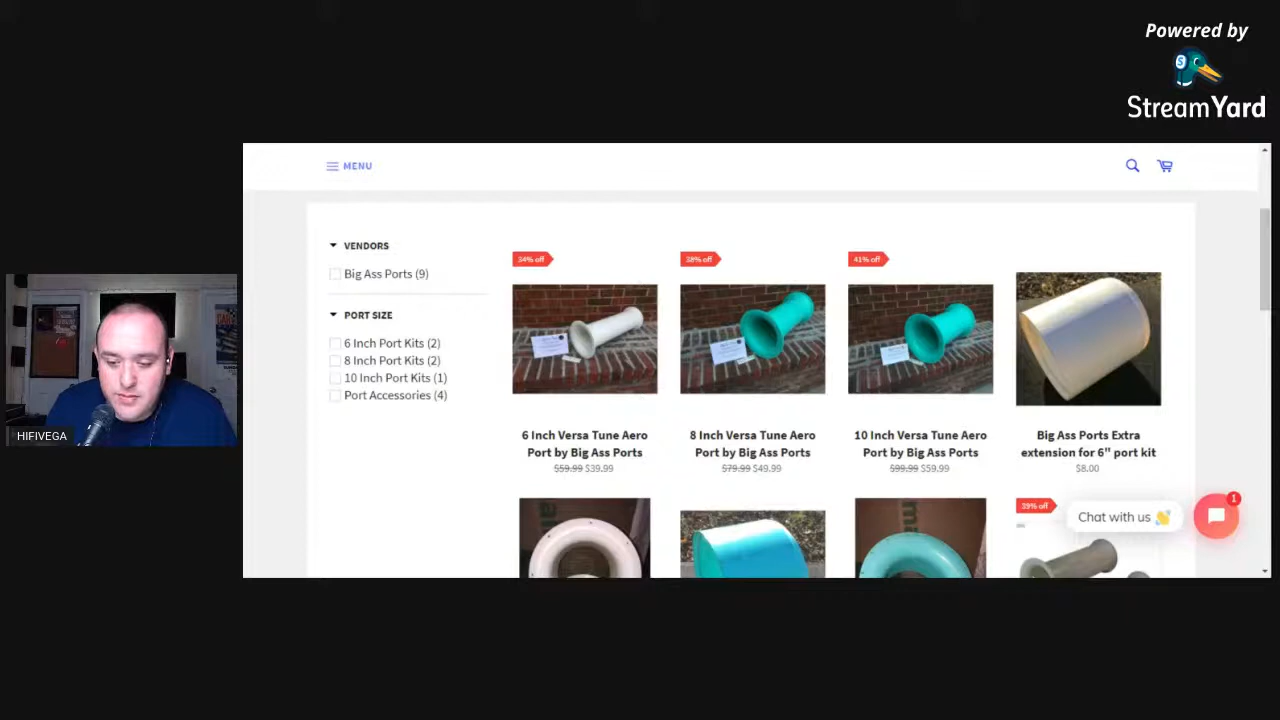 Powered by
S
StreamYard
MENU
VENDORS
Big Ass Ports (9)
PORT SIZE
6 Inch Port Kits (2)
8 Inch Port Kits (2)
10 Inch Port Kits (1)
Port Accessories (4)
34% off
38% off
41% off
6 Inch Versa Tune Aero
Port by Big Ass Ports
$59.99 $39.99
8 Inch Versa Tune Aero
Port by Big Ass Ports
$79.99 $49.99
10 Inch Versa Tune Aero
Port by Big Ass Ports
$99.99 $59.99
Big Ass Ports Extra
extension for 6" port kit
$8.00
29% off
Chat with us 👋
1
HIFIVEGA